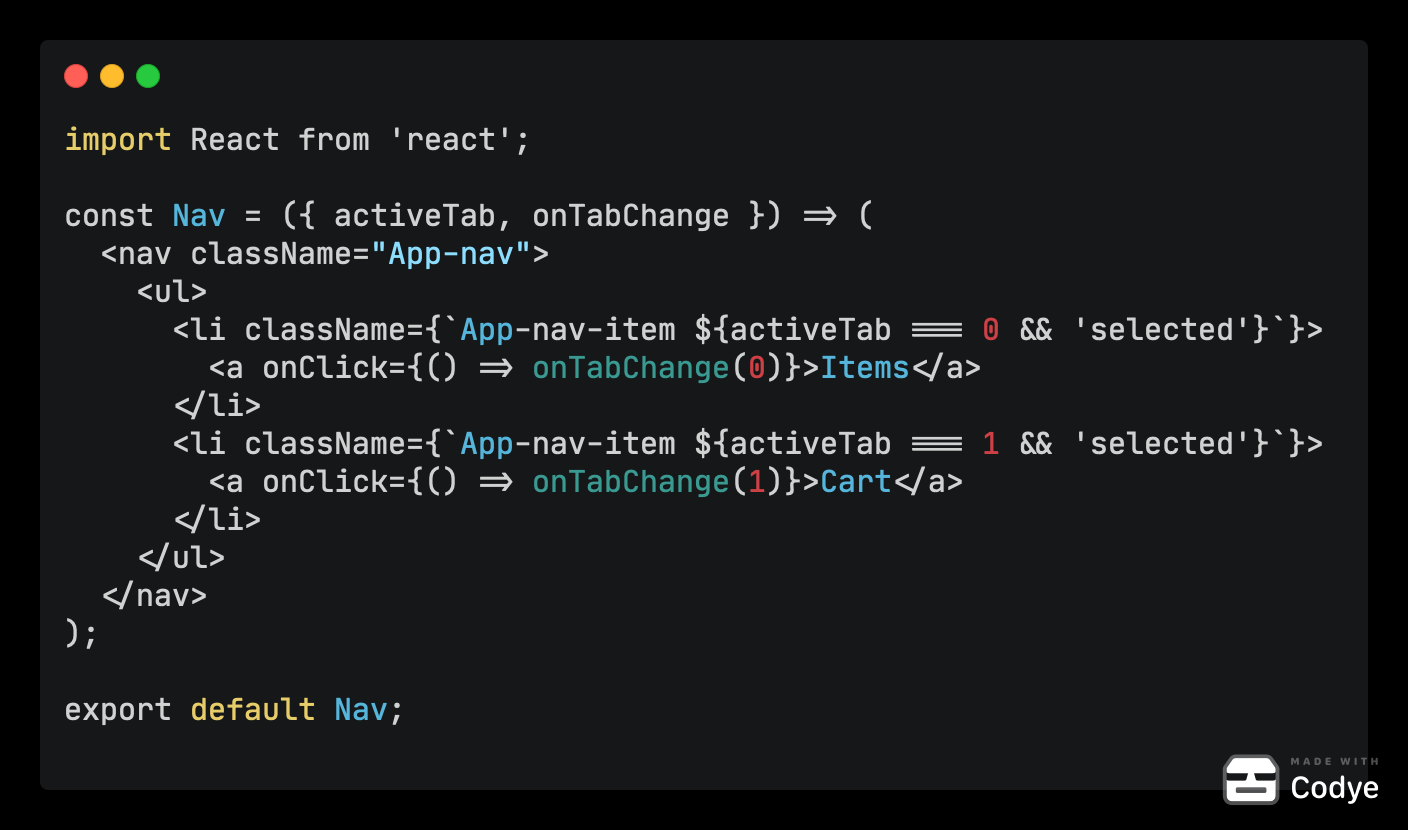 import React from 'react';
const Nav = ({ activeTab, onTabChange }) => (
  <nav className="App-nav">
    <ul>
      <li className={`App-nav-item ${activeTab === 0 && 'selected'}`}>
        <a onClick={() => onTabChange(0)}>Items</a>
      </li>
      <li className={`App-nav-item ${activeTab === 1 && 'selected'}`}>
        <a onClick={() => onTabChange(1)}>Cart</a>
      </li>
    </ul>
  </nav>
);
export default Nav;
MADE WITH
Codye